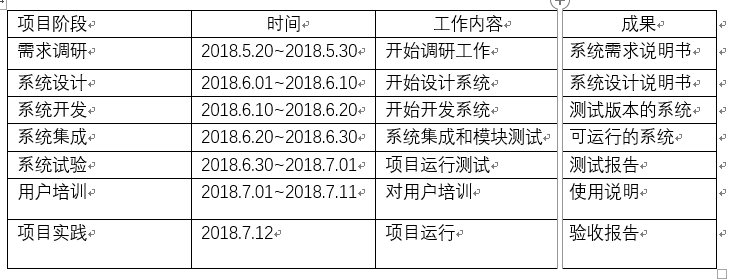 项目阶段 时间 工作内容 成果
需求调研 2018.5.20~2018.5.30 开始调研工作 系统需求说明书
系统设计 2018.6.01~2018.6.10 开始设计系统 系统设计说明书
系统开发 2018.6.10~2018.6.20 开始开发系统 测试版本的系统
系统集成 2018.6.20~2018.6.30 系统集成和模块测试 可运行的系统
系统试验 2018.6.30~2018.7.01 项目运行测试 测试报告
用户培训 2018.7.01~2018.7.11 对用户培训 使用说明
项目实践 2018.7.12 项目运行 验收报告